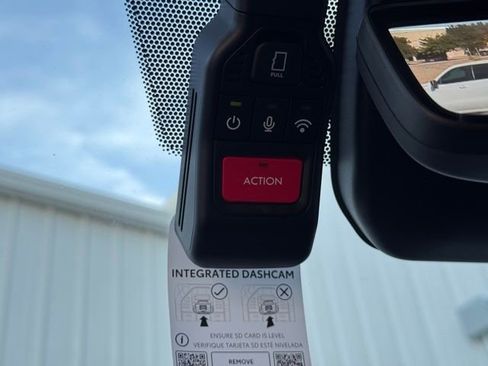 FULL
ACTION
INTEGRATED DASHCAM
ENSURE SD CARD IS LEVEL
VERIFIQUE TARJETA SD ESTÉ NIVELADA
REMOVE